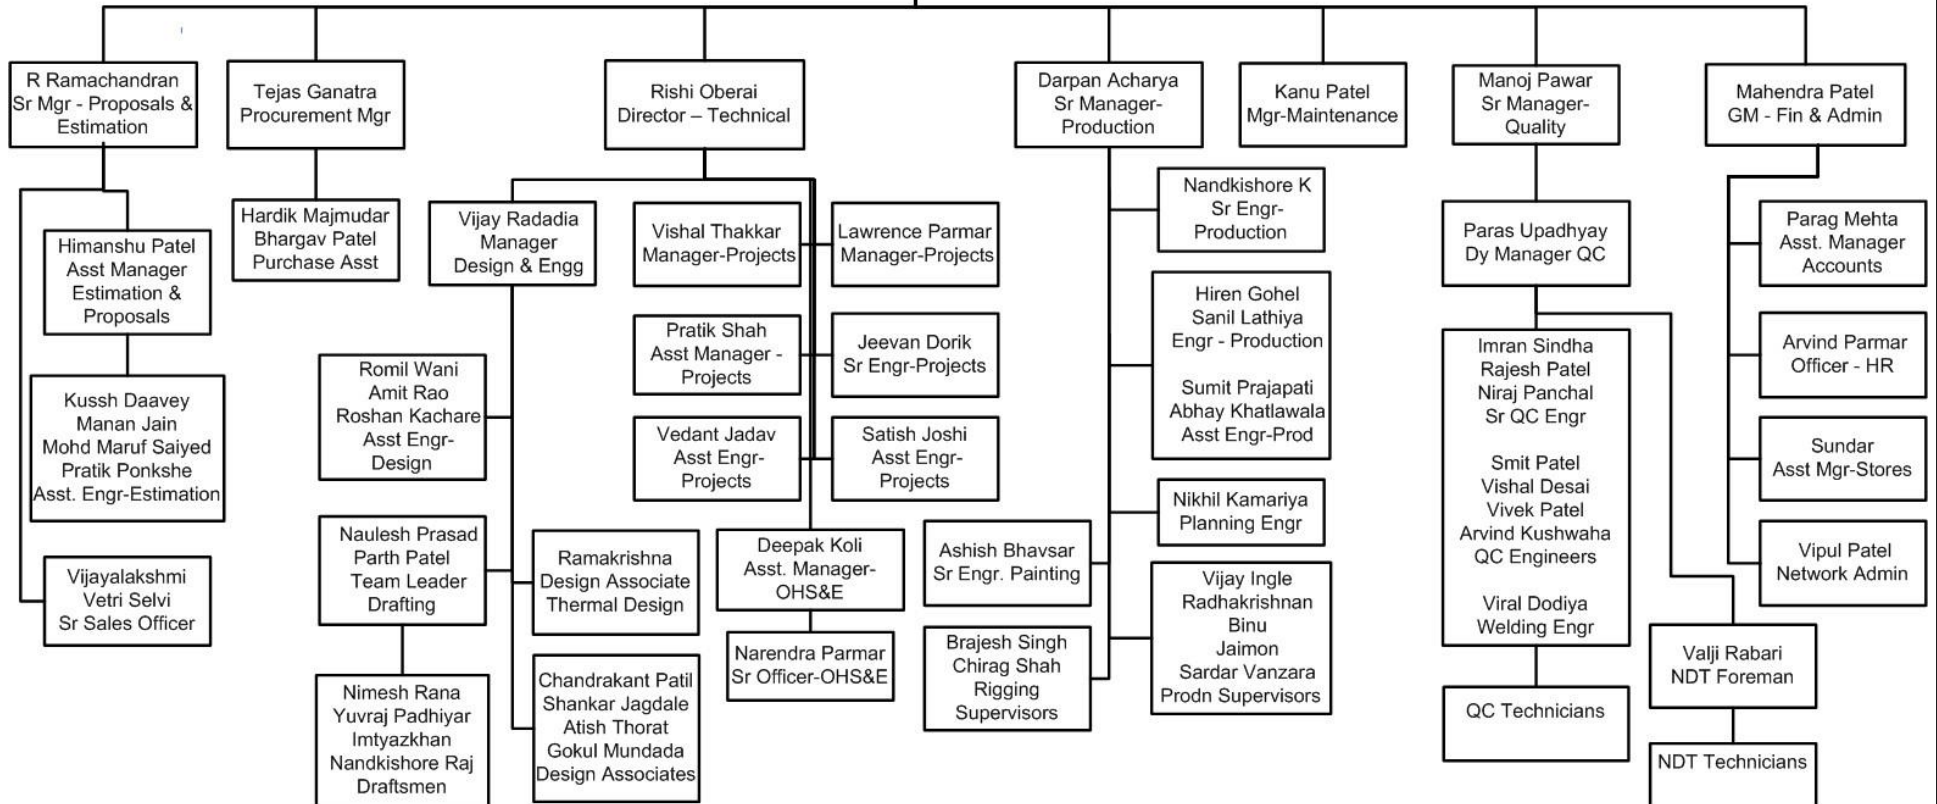 R Ramachandran
Sr Mgr - Proposals &
Estimation
Tejas Ganatra
Procurement Mgr
Rishi Oberai
Director – Technical
Darpan Acharya
Sr Manager-
Production
Kanu Patel
Mgr-Maintenance
Manoj Pawar
Sr Manager-
Quality
Mahendra Patel
GM - Fin & Admin
Himanshu Patel
Asst Manager
Estimation &
Proposals
Kussh Daavey
Manan Jain
Mohd Maruf Saiyed
Pratik Ponkshe
Asst. Engr-Estimation
Vijayalakshmi
Vetri Selvi
Sr Sales Officer
Hardik Majmudar
Bhargav Patel
Purchase Asst
Vijay Radadia
Manager
Design & Engg
Romil Wani
Amit Rao
Roshan Kachare
Asst Engr-
Design
Naulesh Prasad
Parth Patel
Team Leader
Drafting
Nimesh Rana
Yuvraj Padhiyar
Imtyazkhan
Nandkishore Raj
Draftsmen
Ramakrishna
Design Associate
Thermal Design
Chandrakant Patil
Shankar Jagdale
Atish Thorat
Gokul Mundada
Design Associates
Vishal Thakkar
Manager-Projects
Lawrence Parmar
Manager-Projects
Pratik Shah
Asst Manager -
Projects
Jeevan Dorik
Sr Engr-Projects
Vedant Jadav
Asst Engr-
Projects
Satish Joshi
Asst Engr-
Projects
Deepak Koli
Asst. Manager-
OHS&E
Narendra Parmar
Sr Officer-OHS&E
Nandkishore K
Sr Engr-
Production
Hiren Gohel
Sanil Lathiya
Engr - Production
Sumit Prajapati
Abhay Khatlawala
Asst Engr-Prod
Nikhil Kamariya
Planning Engr
Ashish Bhavsar
Sr Engr. Painting
Vijay Ingle
Radhakrishnan
Binu
Jaimon
Sardar Vanzara
Prodn Supervisors
Brajesh Singh
Chirag Shah
Rigging
Supervisors
Paras Upadhyay
Dy Manager QC
Imran Sindha
Rajesh Patel
Niraj Panchal
Sr QC Engr
Smit Patel
Vishal Desai
Vivek Patel
Arvind Kushwaha
QC Engineers
Viral Dodiya
Welding Engr
QC Technicians
Valji Rabari
NDT Foreman
NDT Technicians
Parag Mehta
Asst. Manager
Accounts
Arvind Parmar
Officer - HR
Sundar
Asst Mgr-Stores
Vipul Patel
Network Admin